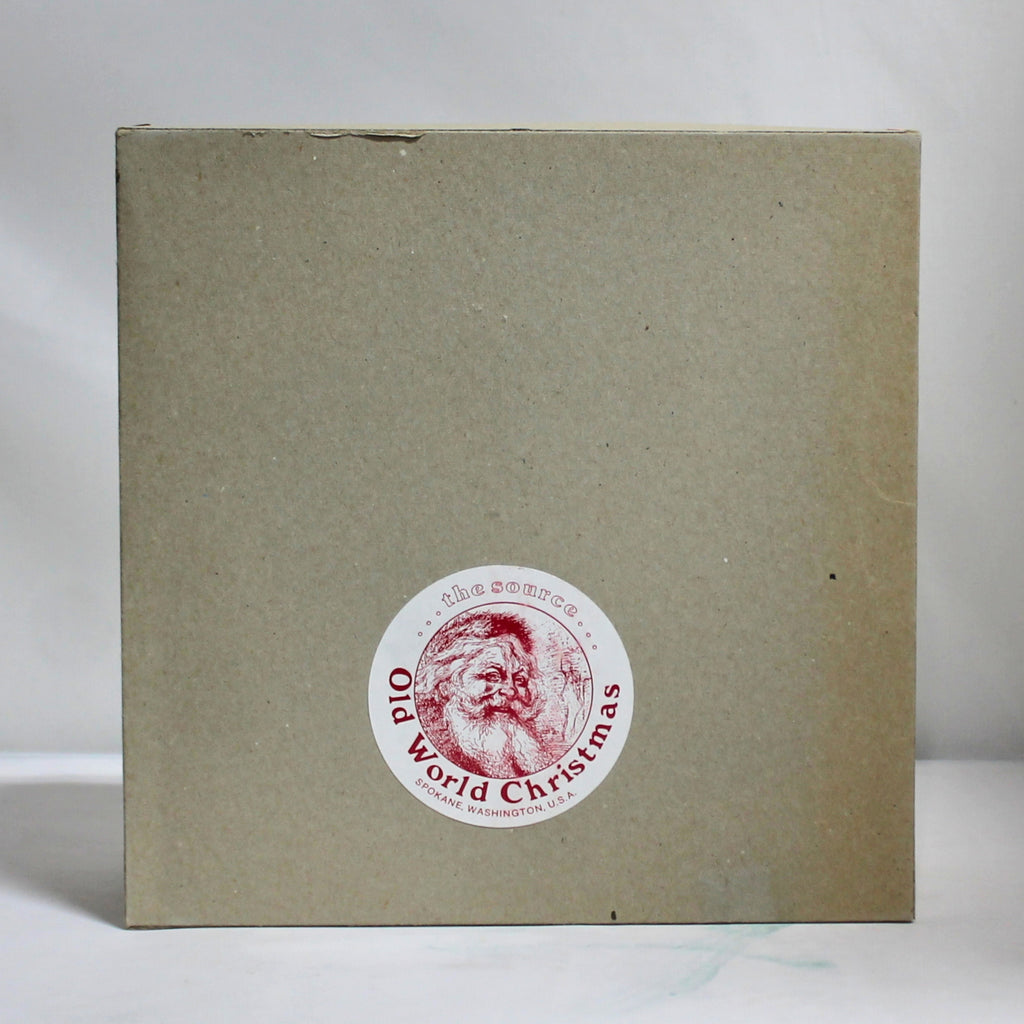 ...the source...
Old World Christmas
SPOKANE, WASHINGTON, U.S.A.